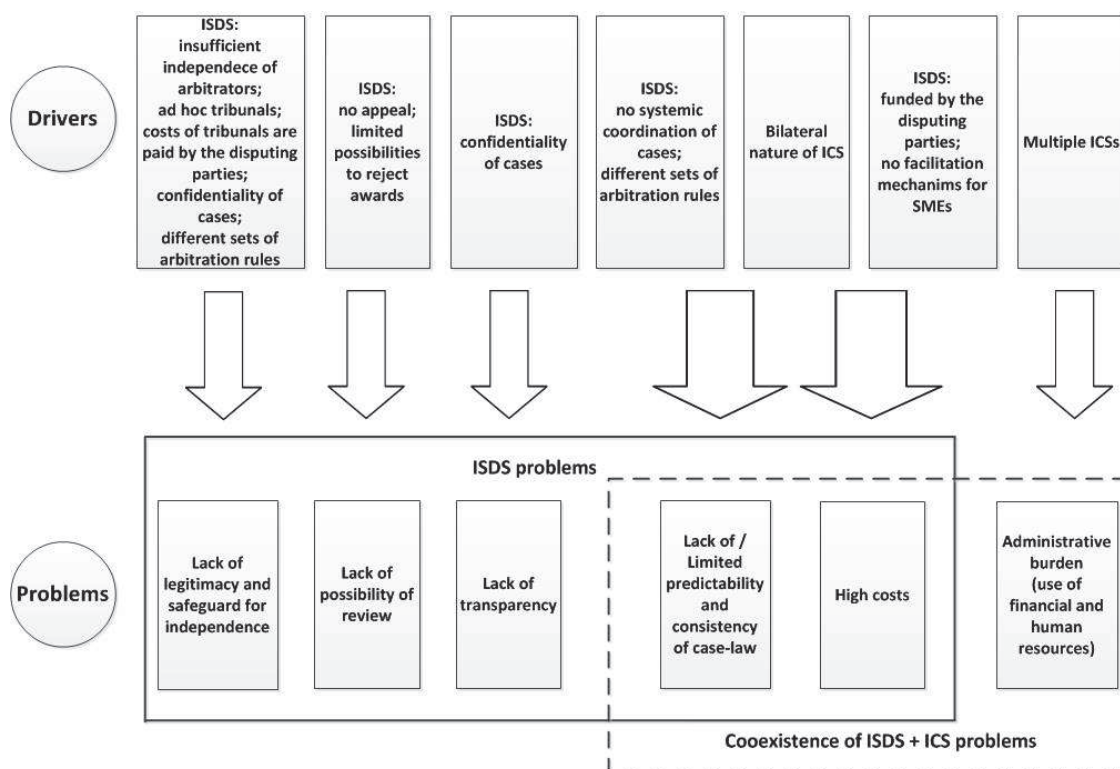 Drivers
ISDS:
insufficient
independece of
arbitrators;
ad hoc tribunals;
costs of tribunals are
paid by the disputing
parties;
confidentiality of
cases;
different sets of
arbitration rules
ISDS:
no appeal;
limited
possibilities
to reject
awards
ISDS:
confidentiality
of cases
ISDS:
no systemic
coordination of
cases;
different sets of
arbitration rules
Bilateral
nature of ICS
ISDS:
funded by the
disputing
parties;
no facilitation
mechanims for
SMEs
Multiple ICSs
ISDS problems
Problems
Lack of
legitimacy and
safeguard for
independence
Lack of
possibility of
review
Lack of
transparency
Lack of /
Limited
predictability
and
consistency
of case-law
High costs
Administrative
burden
(use of
financial and
human
resources)
Cooexistence of ISDS + ICS problems